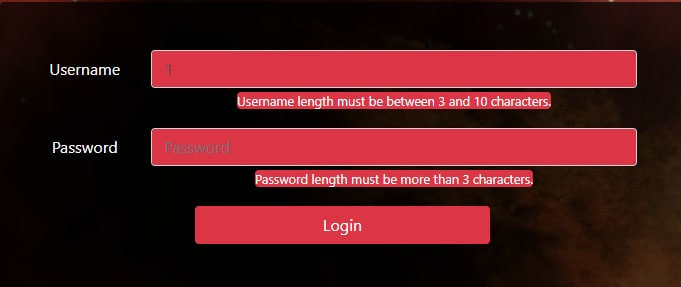 Username
1
Username length must be between 3 and 10 characters.
Password
Password
Password length must be more than 3 characters.
Login